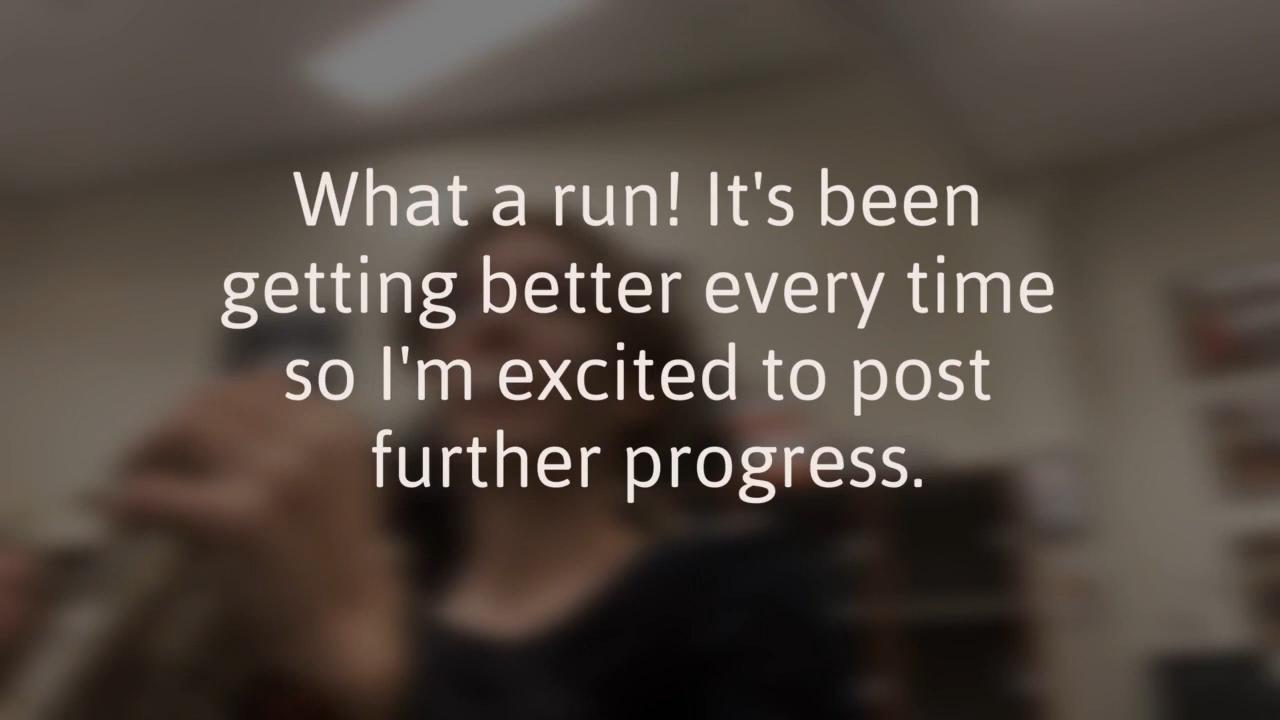 What a run! It's been
getting better every time
so I'm excited to post
further progress.